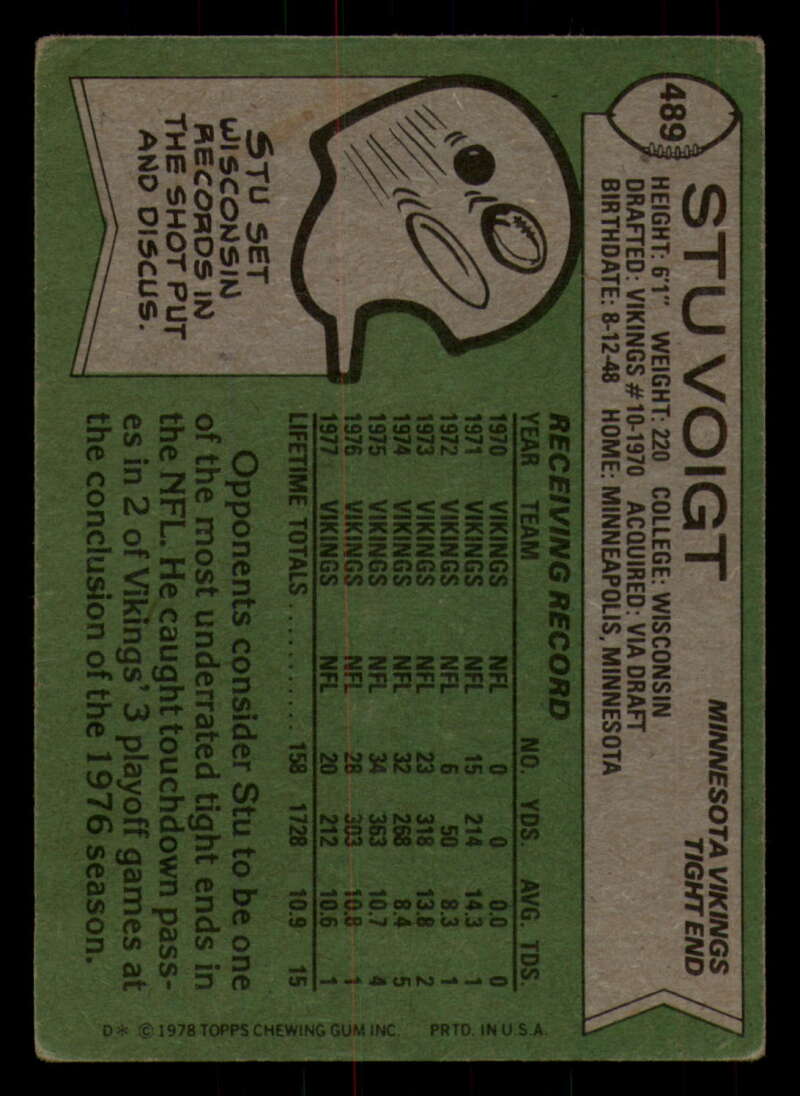 489
STU VOIGT
MINNESOTA VIKINGS
TIGHT END
HEIGHT: 6'1" WEIGHT: 220 COLLEGE: WISCONSIN
DRAFTED: VIKINGS #10-1970 ACQUIRED: VIA DRAFT
BIRTHDATE: 8-12-48 HOME: MINNEAPOLIS, MINNESOTA
STU SET
WISCONSIN
RECORDS IN
THE SHOT PUT
AND DISCUS.
RECEIVING RECORD
YEAR TEAM NO. YDS. AVG. TDS.
1970 VIKINGS NFL 0 0 0.0 0
1971 VIKINGS NFL 15 214 14.3 1
1972 VIKINGS NFL 6 50 8.3 1
1973 VIKINGS NFL 23 318 13.8 2
1974 VIKINGS NFL 32 268 8.4 5
1975 VIKINGS NFL 34 363 10.7 4
1976 VIKINGS NFL 28 303 10.8 1
1977 VIKINGS NFL 20 212 10.6 1
LIFETIME TOTALS ........... 158 1728 10.9 15
Opponents consider Stu to be one
of the most underrated tight ends in
the NFL. He caught touchdown pass-
es in 2 of Vikings' 3 playoff games at
the conclusion of the 1976 season.
D* © 1978 TOPPS CHEWING GUM INC. PRTD. IN U.S.A.